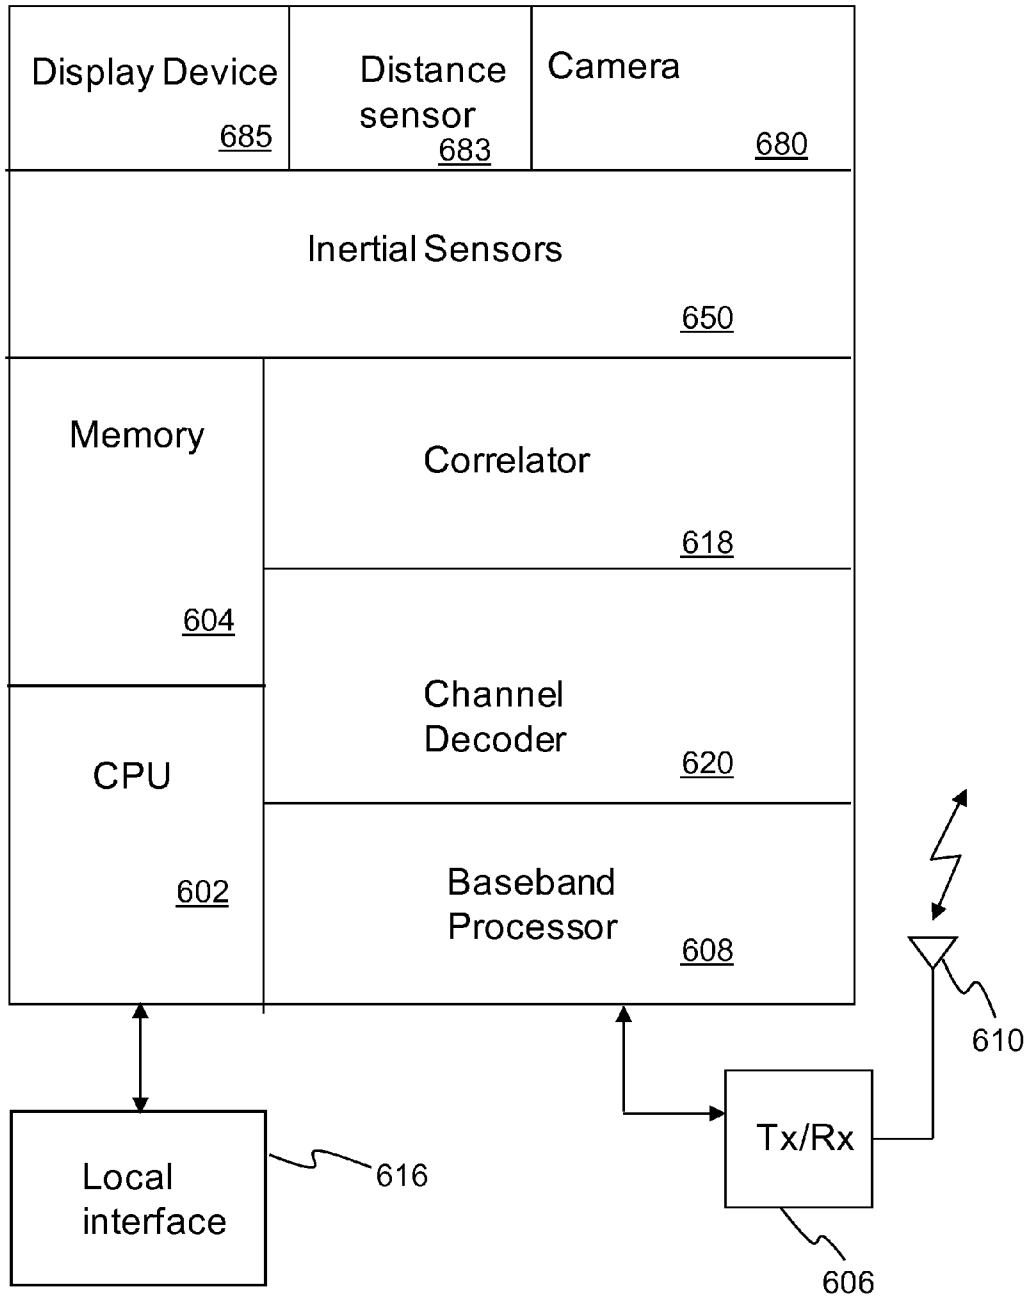 Display Device
685
Distance
sensor
683
Camera
680
Inertial Sensors
650
Memory
604
Correlator
618
Channel
Decoder
620
CPU
602
Baseband
Processor
608
610
Local
interface
616
Tx/Rx
606